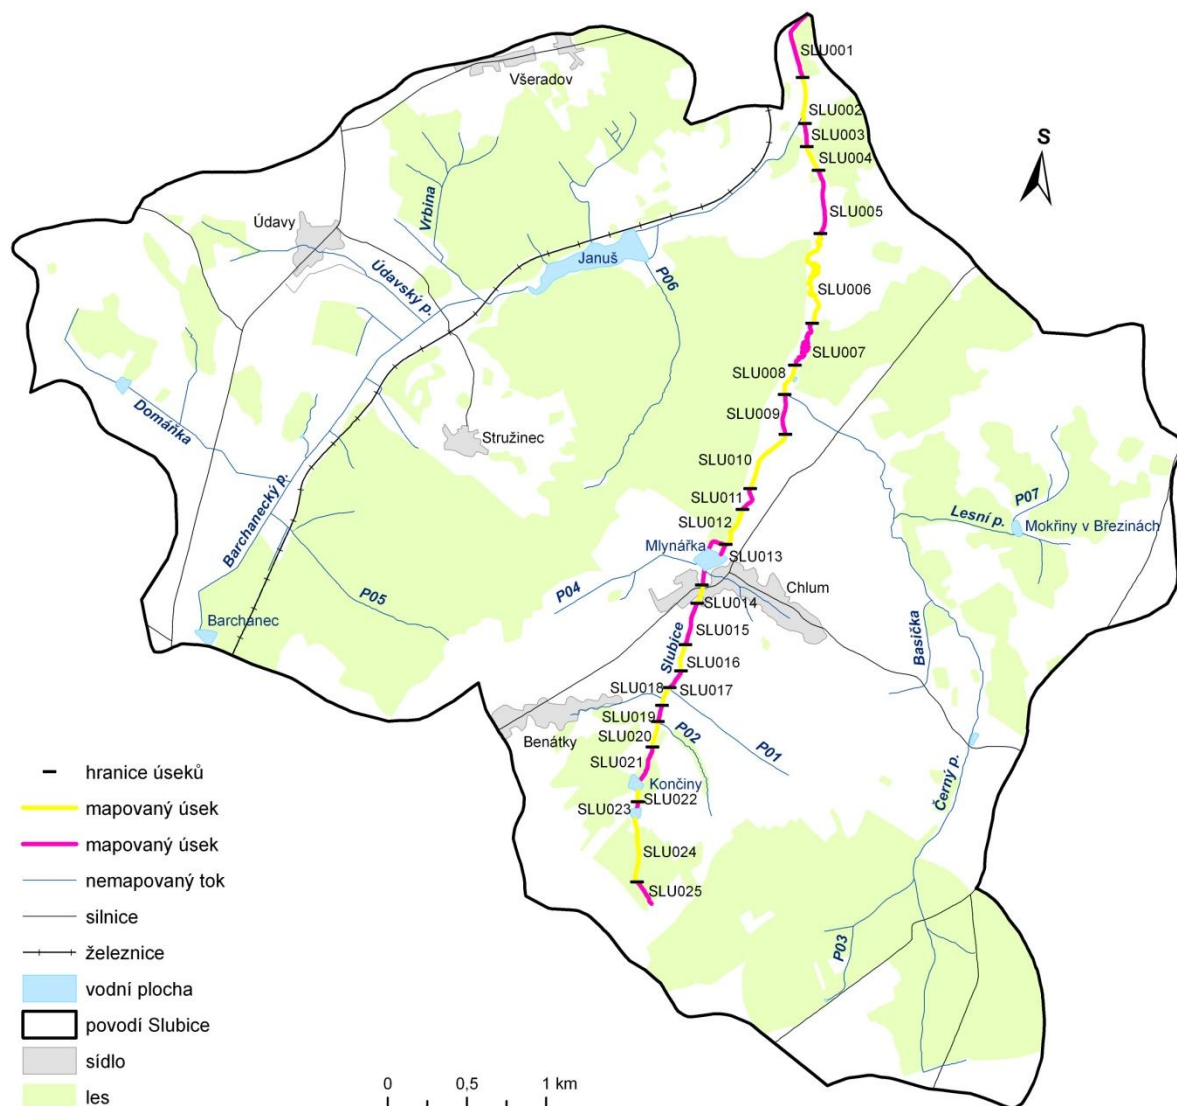 SLU001
Všeradov
SLU002
SLU003
S
SLU004
Vrbina
SLU005
Údavy
Januš
Údavský p.
P06
SLU006
SLU007
SLU008
Domáňka
SLU009
Stružinec
SLU010
Barchanecký p.
SLU011
P07
Lesní p.
Mokřiny v Březinách
SLU012
Mlynářka
SLU013
P04
Chlum
P05
SLU014
Barchanec
Slubice
SLU015
Basička
SLU016
SLU018
SLU017
SLU019
P02
Benátky
SLU020
P01
SLU021
Černý p.
Končiny
SLU022
SLU023
SLU024
SLU025
P03
hranice úseků
mapovaný úsek
mapovaný úsek
nemapovaný tok
silnice
železnice
vodní plocha
povodí Slubice
sídlo
les
0 0,5 1 km